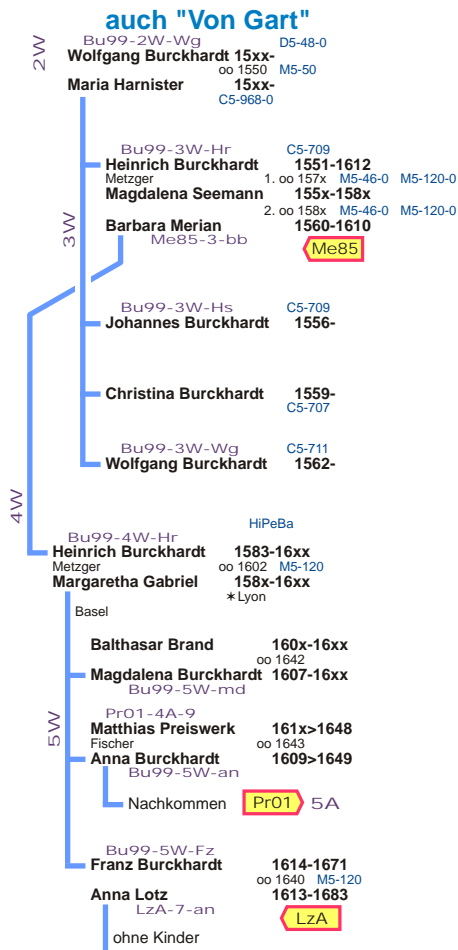 auch "Von Gart"
2W
Bu99-2W-Wg D5-48-0
Wolfgang Burckhardt 15xx-
oo 1550 M5-50
Maria Harnister 15xx-
C5-968-0
3W
Bu99-3W-Hr C5-709
Heinrich Burckhardt 1551-1612
Metzger 1. oo 157x M5-46-0 M5-120-0
Magdalena Seemann 155x-158x
2. oo 158x M5-46-0 M5-120-0
Barbara Merian 1560-1610
Me85-3-bb Me85
Bu99-3W-Hs C5-709
Johannes Burckhardt 1556-
Christina Burckhardt 1559-
C5-707
Bu99-3W-Wg C5-711
Wolfgang Burckhardt 1562-
4W
HiPeBa
Bu99-4W-Hr
Heinrich Burckhardt 1583-16xx
Metzger oo 1602 M5-120
Margaretha Gabriel 158x-16xx
✶Lyon
Basel
5W
Balthasar Brand 160x-16xx
oo 1642
Magdalena Burckhardt 1607-16xx
Bu99-5W-md
Pr01-4A-9
Matthias Preiswerk 161x>1648
Fischer oo 1643
Anna Burckhardt 1609>1649
Bu99-5W-an
Nachkommen Pr01 5A
Bu99-5W-Fz
Franz Burckhardt 1614-1671
oo 1640 M5-120
Anna Lotz 1613-1683
LzA-7-an LzA
ohne Kinder